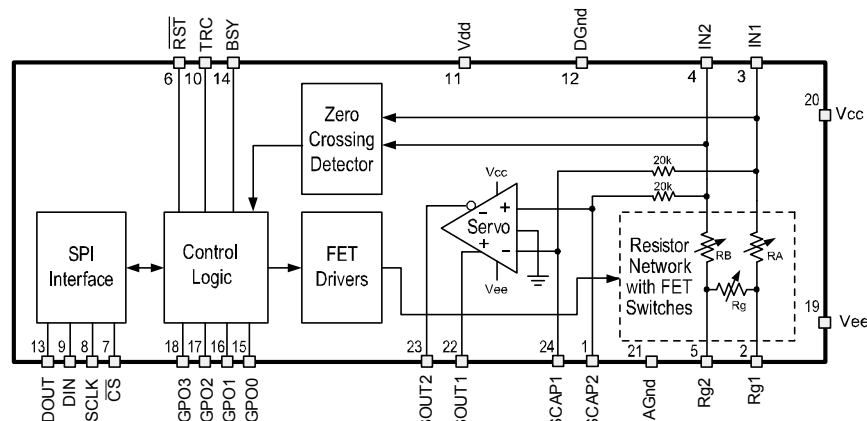 RST
TRC
BSY
Vdd
DGnd
IN2
IN1
6
10
14
11
12
4
3
20
Vcc
Zero
Crossing
Detector
20k
20k
Vcc
+
-
Servo
+
-
Vee
SPI
Interface
Control
Logic
FET
Drivers
Resistor
Network
with FET
Switches
RB
RA
Rg
19
Vee
13
9
8
7
18
17
16
15
23
22
24
1
21
5
2
DOUT
DIN
SCLK
CS
GPO3
GPO2
GPO1
GPO0
SOUT2
SOUT1
SCAP1
SCAP2
AGnd
Rg2
Rg1